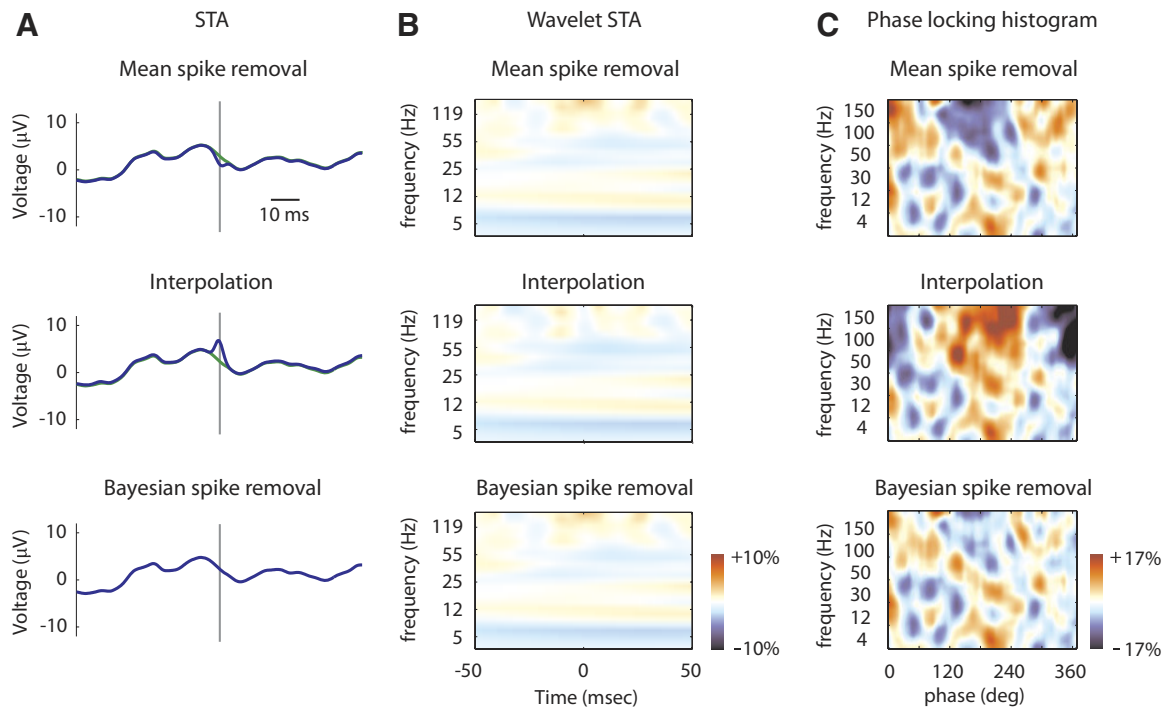 A
STA
Mean spike removal
Voltage (µV)
10
0
-10
10 ms
Interpolation
Voltage (µV)
10
0
-10
Bayesian spike removal
Voltage (µV)
10
0
-10
B
Wavelet STA
Mean spike removal
frequency (Hz)
119
55
25
12
5
Interpolation
frequency (Hz)
119
55
25
12
5
Bayesian spike removal
frequency (Hz)
119
55
25
12
5
-50
0
50
Time (msec)
+10%
-10%
C
Phase locking histogram
Mean spike removal
frequency (Hz)
150
100
50
30
12
4
Interpolation
frequency (Hz)
150
100
50
30
12
4
Bayesian spike removal
frequency (Hz)
150
100
50
30
12
4
0
120
240
360
phase (deg)
+17%
-17%